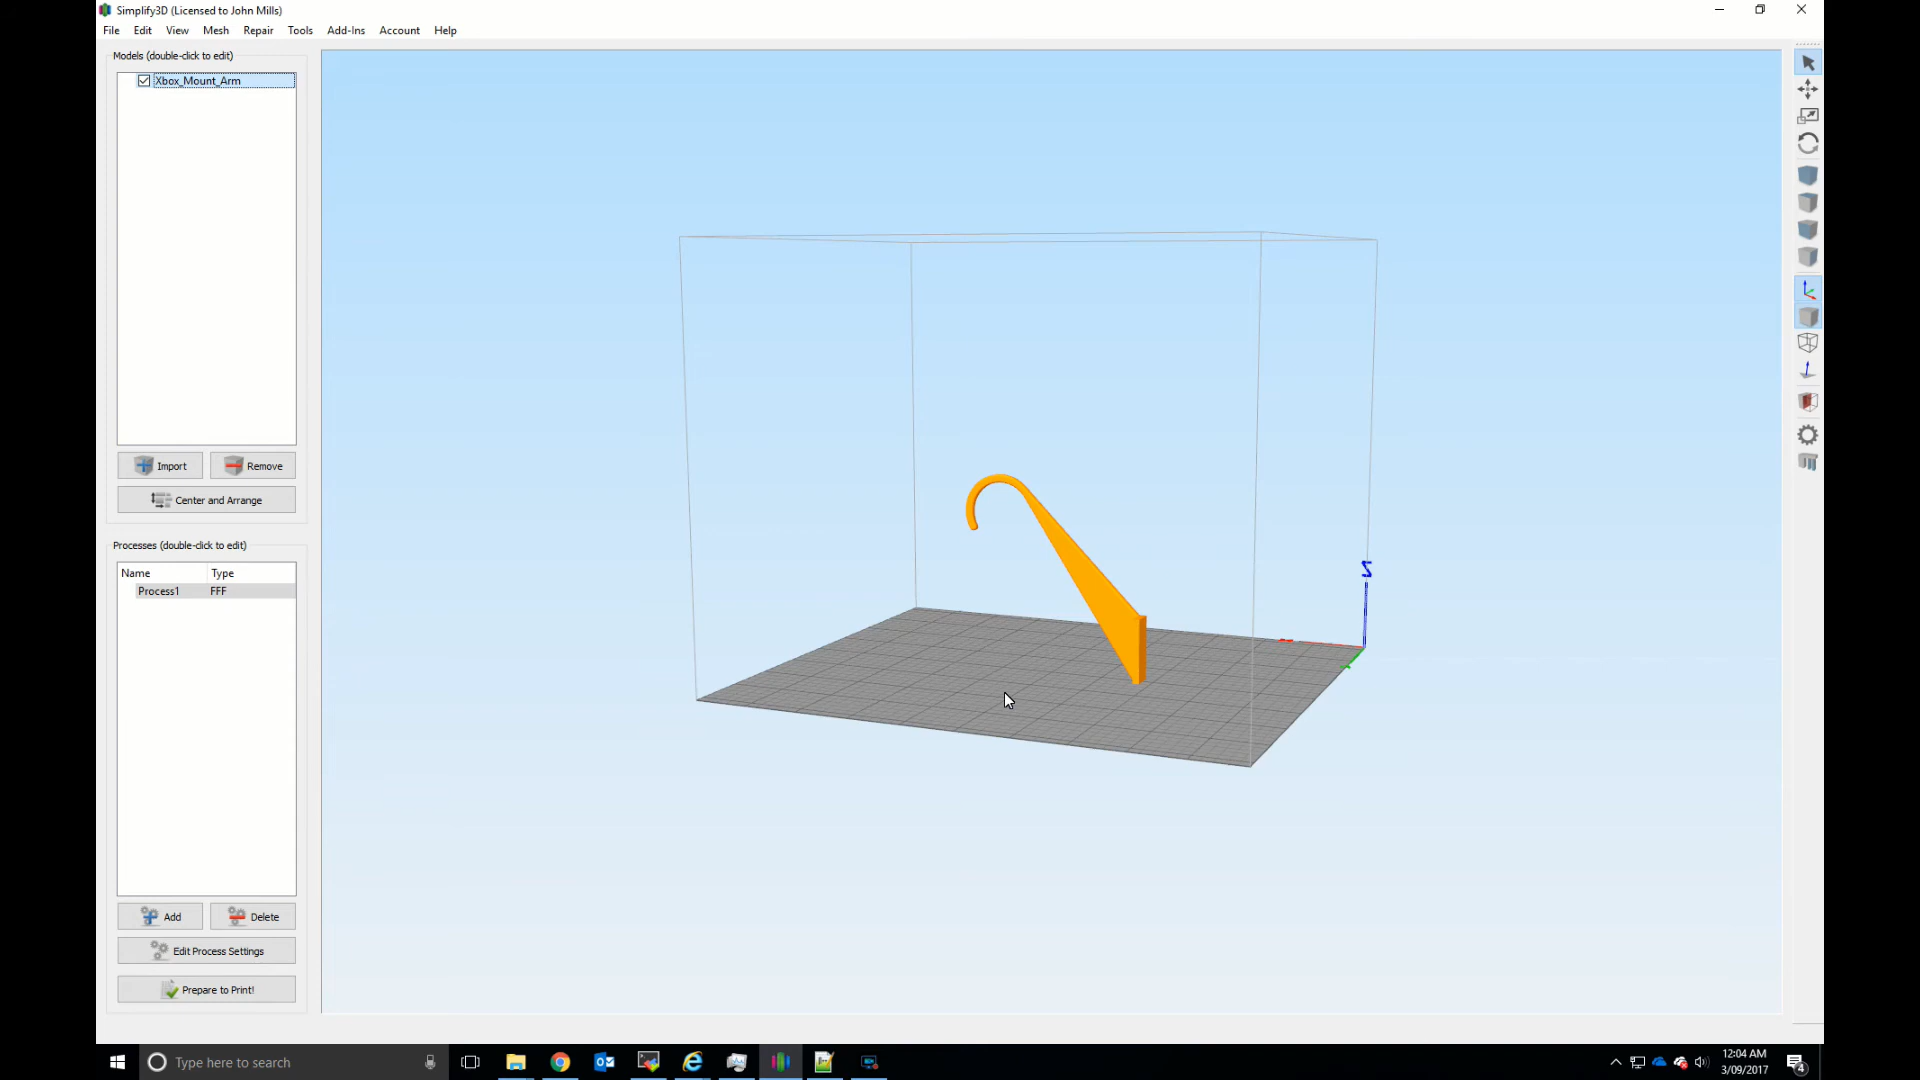 Simplify3D (Licensed to John Mills)
File Edit View Mesh Repair Tools Add-Ins Account Help
Models (double-click to edit)
Xbox_Mount_Arm
Import Remove
Center and Arrange
Processes (double-click to edit)
Name Type
Process1 FFF
Add Delete
Edit Process Settings
Prepare to Print!
Z
Type here to search
12:04 AM
3/09/2017
4